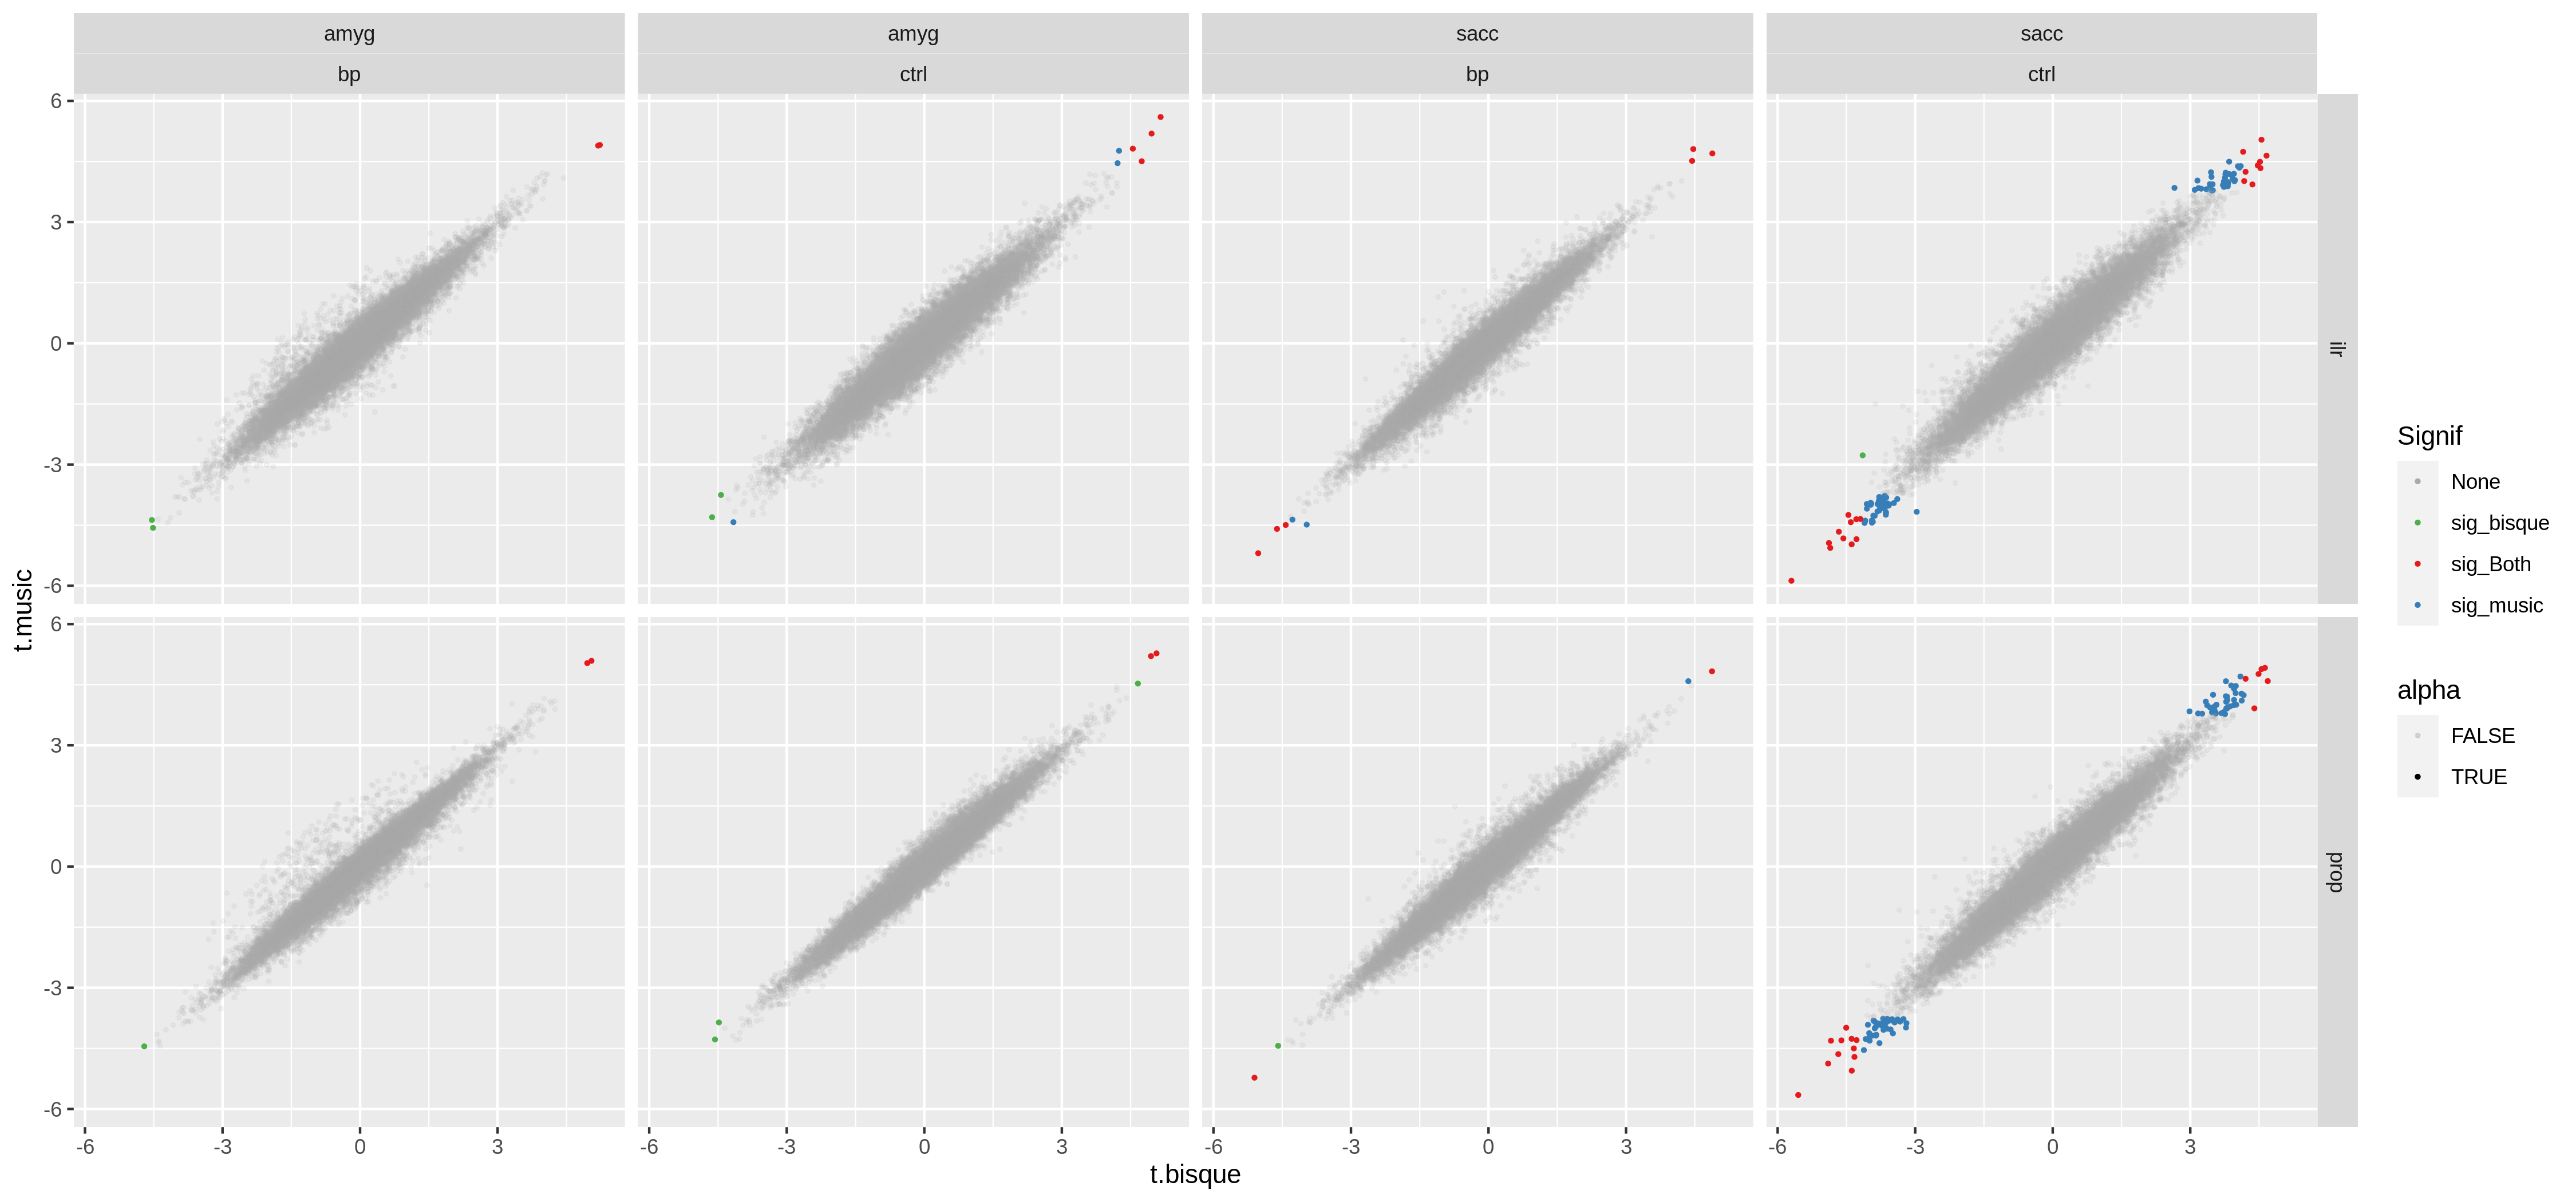 amyg
amyg
sacc
sacc
bp
ctrl
bp
ctrl
6
3
0
-3
-6
ilr
6
3
0
-3
-6
prop
t.music
-6
-3
0
3
-6
-3
0
3
-6
-3
0
3
-6
-3
0
3
t.bisque
Signif
None
sig_bisque
sig_Both
sig_music
alpha
FALSE
TRUE